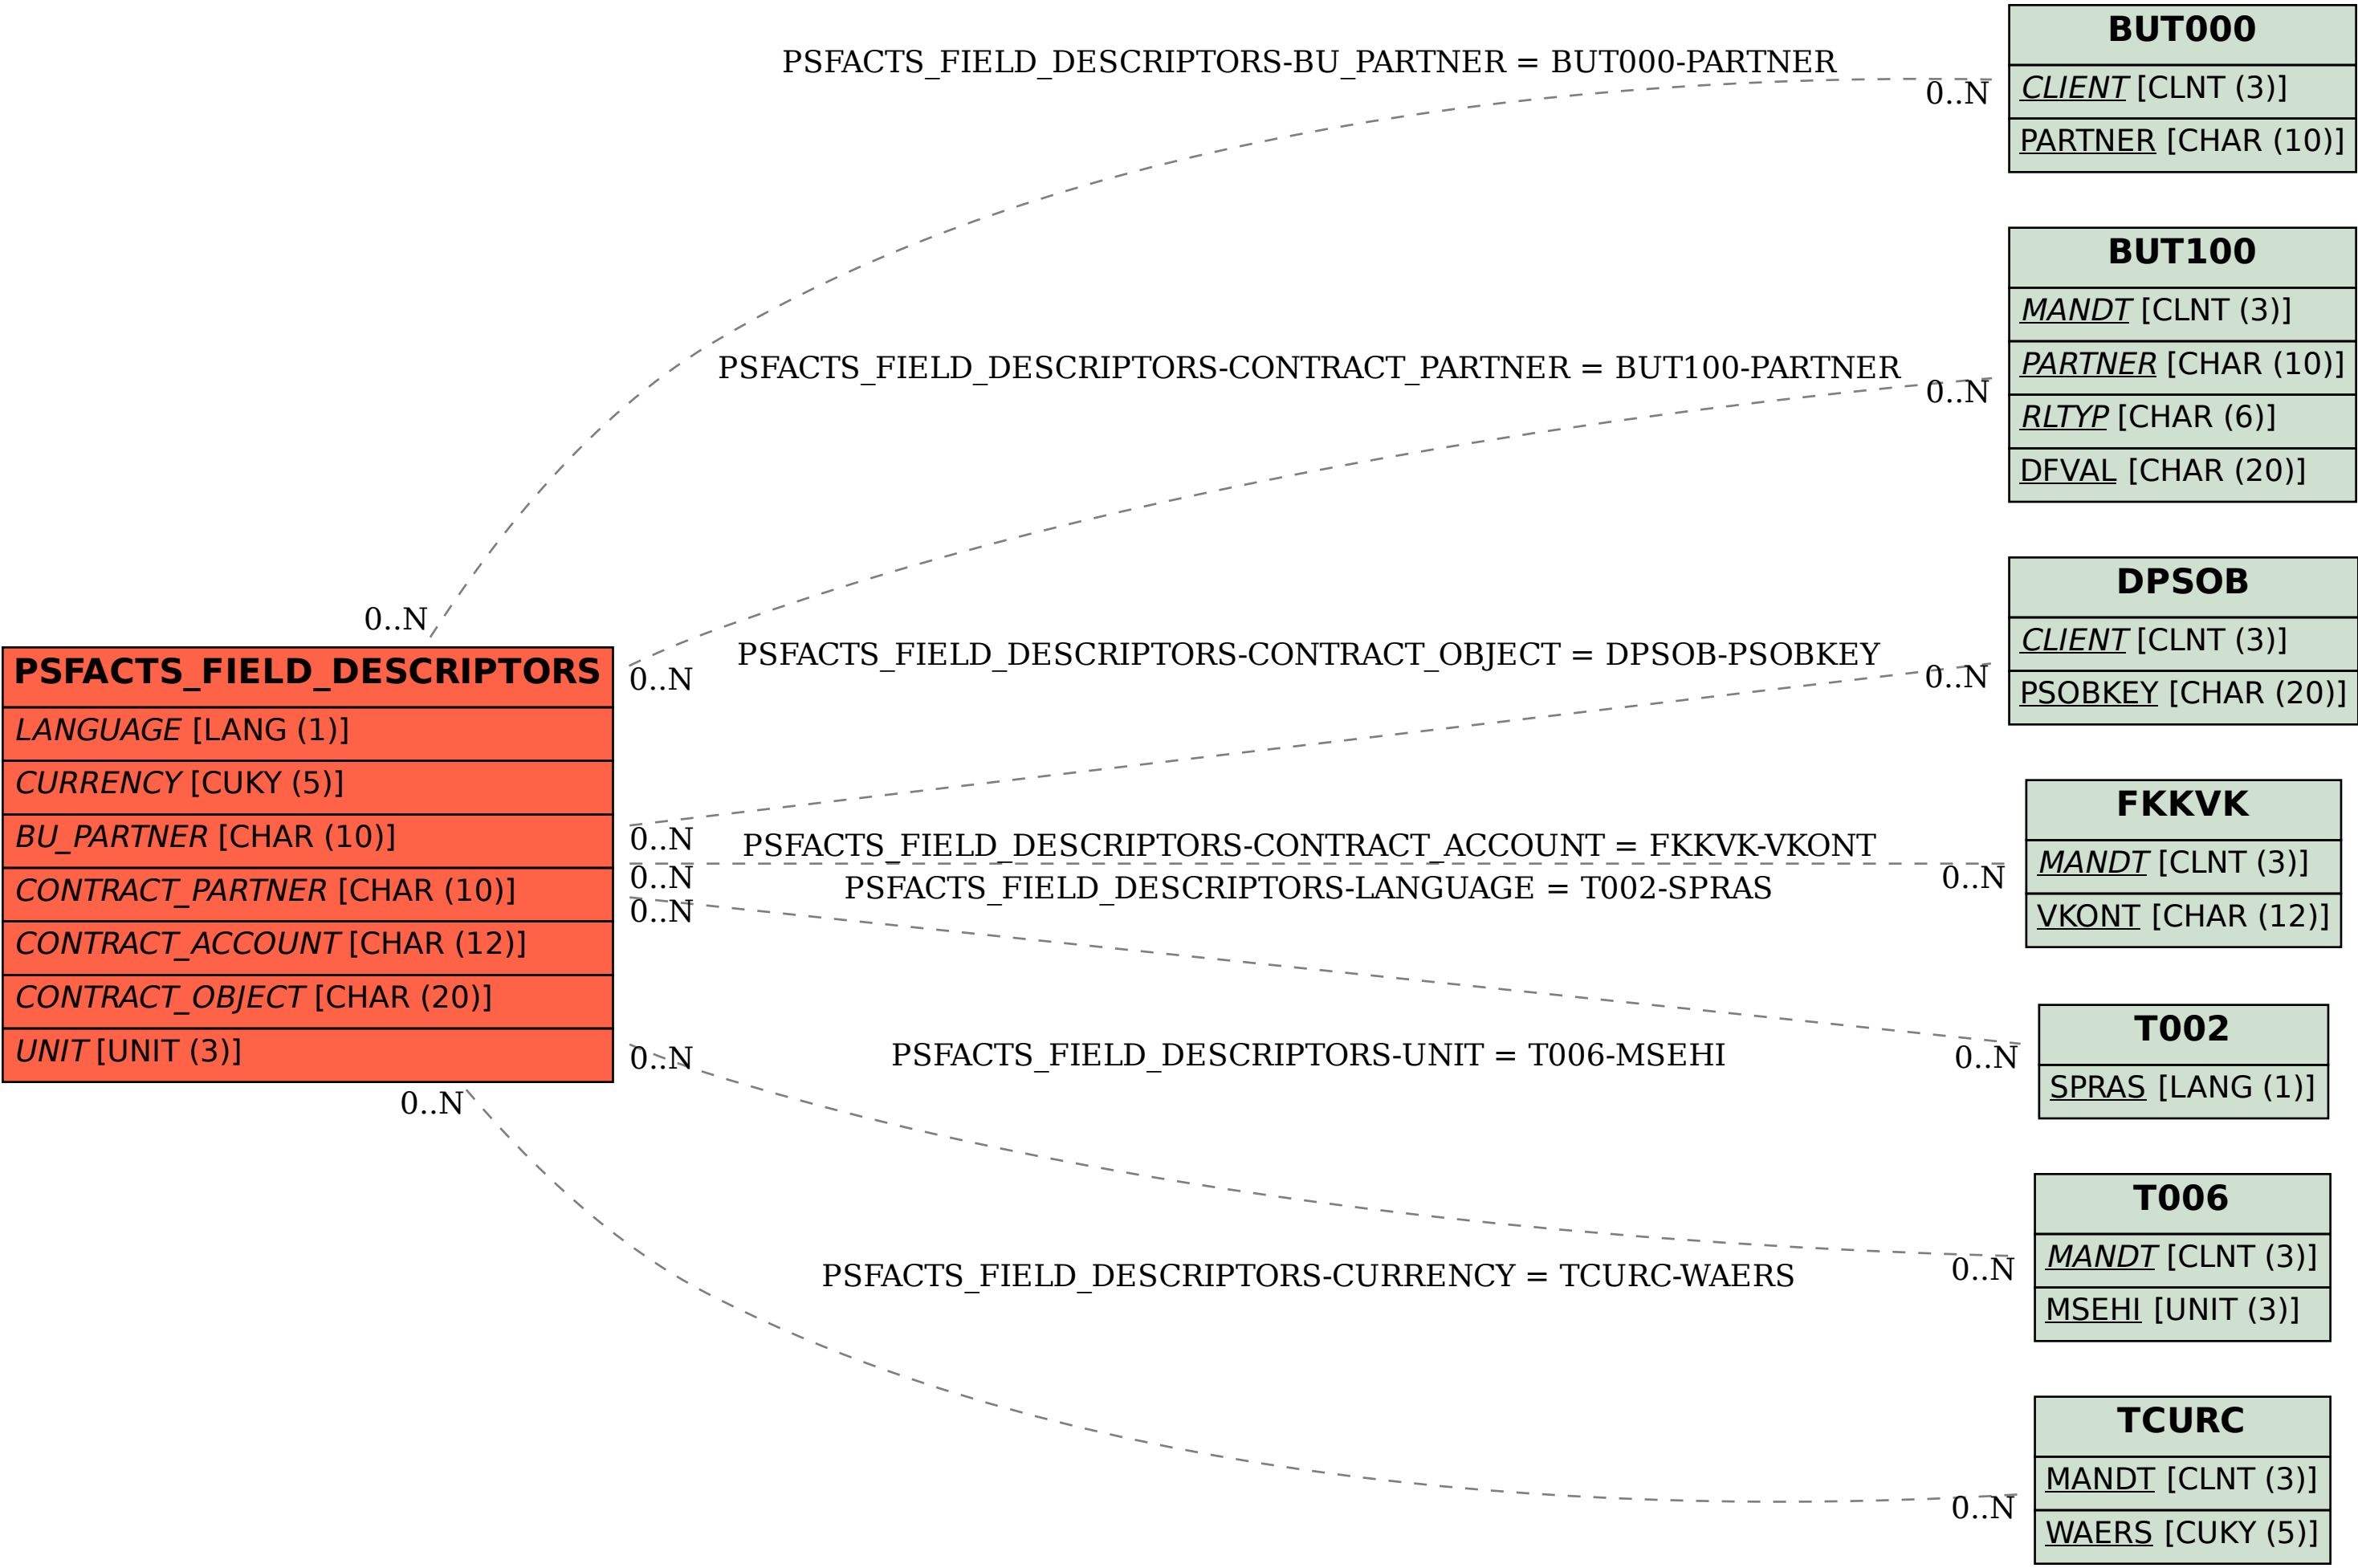 BUT000
CLIENT [CLNT (3)]
PARTNER [CHAR (10)]
PSFACTS_FIELD_DESCRIPTORS-BU_PARTNER = BUT000-PARTNER
0..N
0..N
BUT100
MANDT [CLNT (3)]
PARTNER [CHAR (10)]
RLTYP [CHAR (6)]
DFVAL [CHAR (20)]
PSFACTS_FIELD_DESCRIPTORS-CONTRACT_PARTNER = BUT100-PARTNER
0..N
0..N
DPSOB
CLIENT [CLNT (3)]
PSOBKEY [CHAR (20)]
PSFACTS_FIELD_DESCRIPTORS-CONTRACT_OBJECT = DPSOB-PSOBKEY
0..N
0..N
PSFACTS_FIELD_DESCRIPTORS
LANGUAGE [LANG (1)]
CURRENCY [CUKY (5)]
BU_PARTNER [CHAR (10)]
CONTRACT_PARTNER [CHAR (10)]
CONTRACT_ACCOUNT [CHAR (12)]
CONTRACT_OBJECT [CHAR (20)]
UNIT [UNIT (3)]
FKKVK
MANDT [CLNT (3)]
VKONT [CHAR (12)]
PSFACTS_FIELD_DESCRIPTORS-CONTRACT_ACCOUNT = FKKVK-VKONT
0..N
0..N
PSFACTS_FIELD_DESCRIPTORS-LANGUAGE = T002-SPRAS
0..N
0..N
T002
SPRAS [LANG (1)]
PSFACTS_FIELD_DESCRIPTORS-UNIT = T006-MSEHI
0..N
0..N
T006
MANDT [CLNT (3)]
MSEHI [UNIT (3)]
PSFACTS_FIELD_DESCRIPTORS-CURRENCY = TCURC-WAERS
0..N
0..N
TCURC
MANDT [CLNT (3)]
WAERS [CUKY (5)]